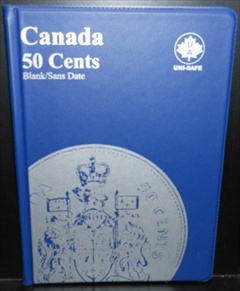 Canada
50 Cents
Blank/Sans Date
U A
UNI-SAFE
50 CENTS